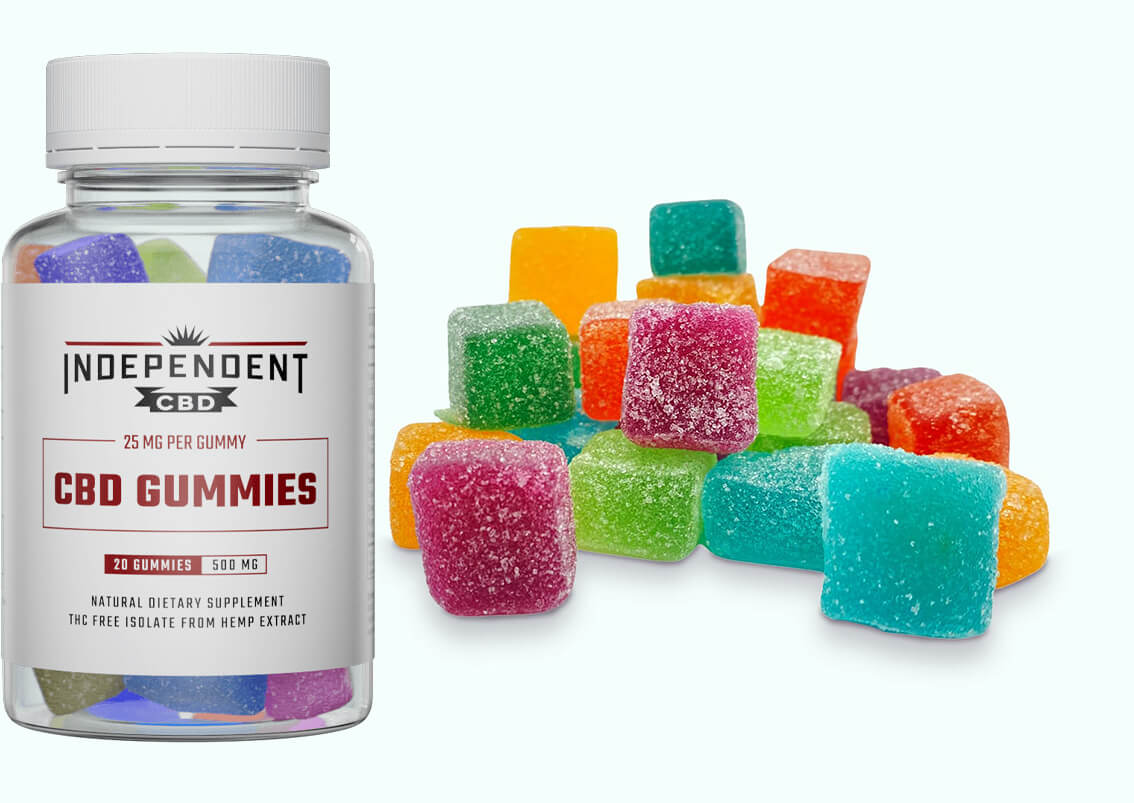 INDEPENDENT
CBD
25 MG PER GUMMY
CBD GUMMIES
20 GUMMIES 500 MG
NATURAL DIETARY SUPPLEMENT
THC FREE ISOLATE FROM HEMP EXTRACT